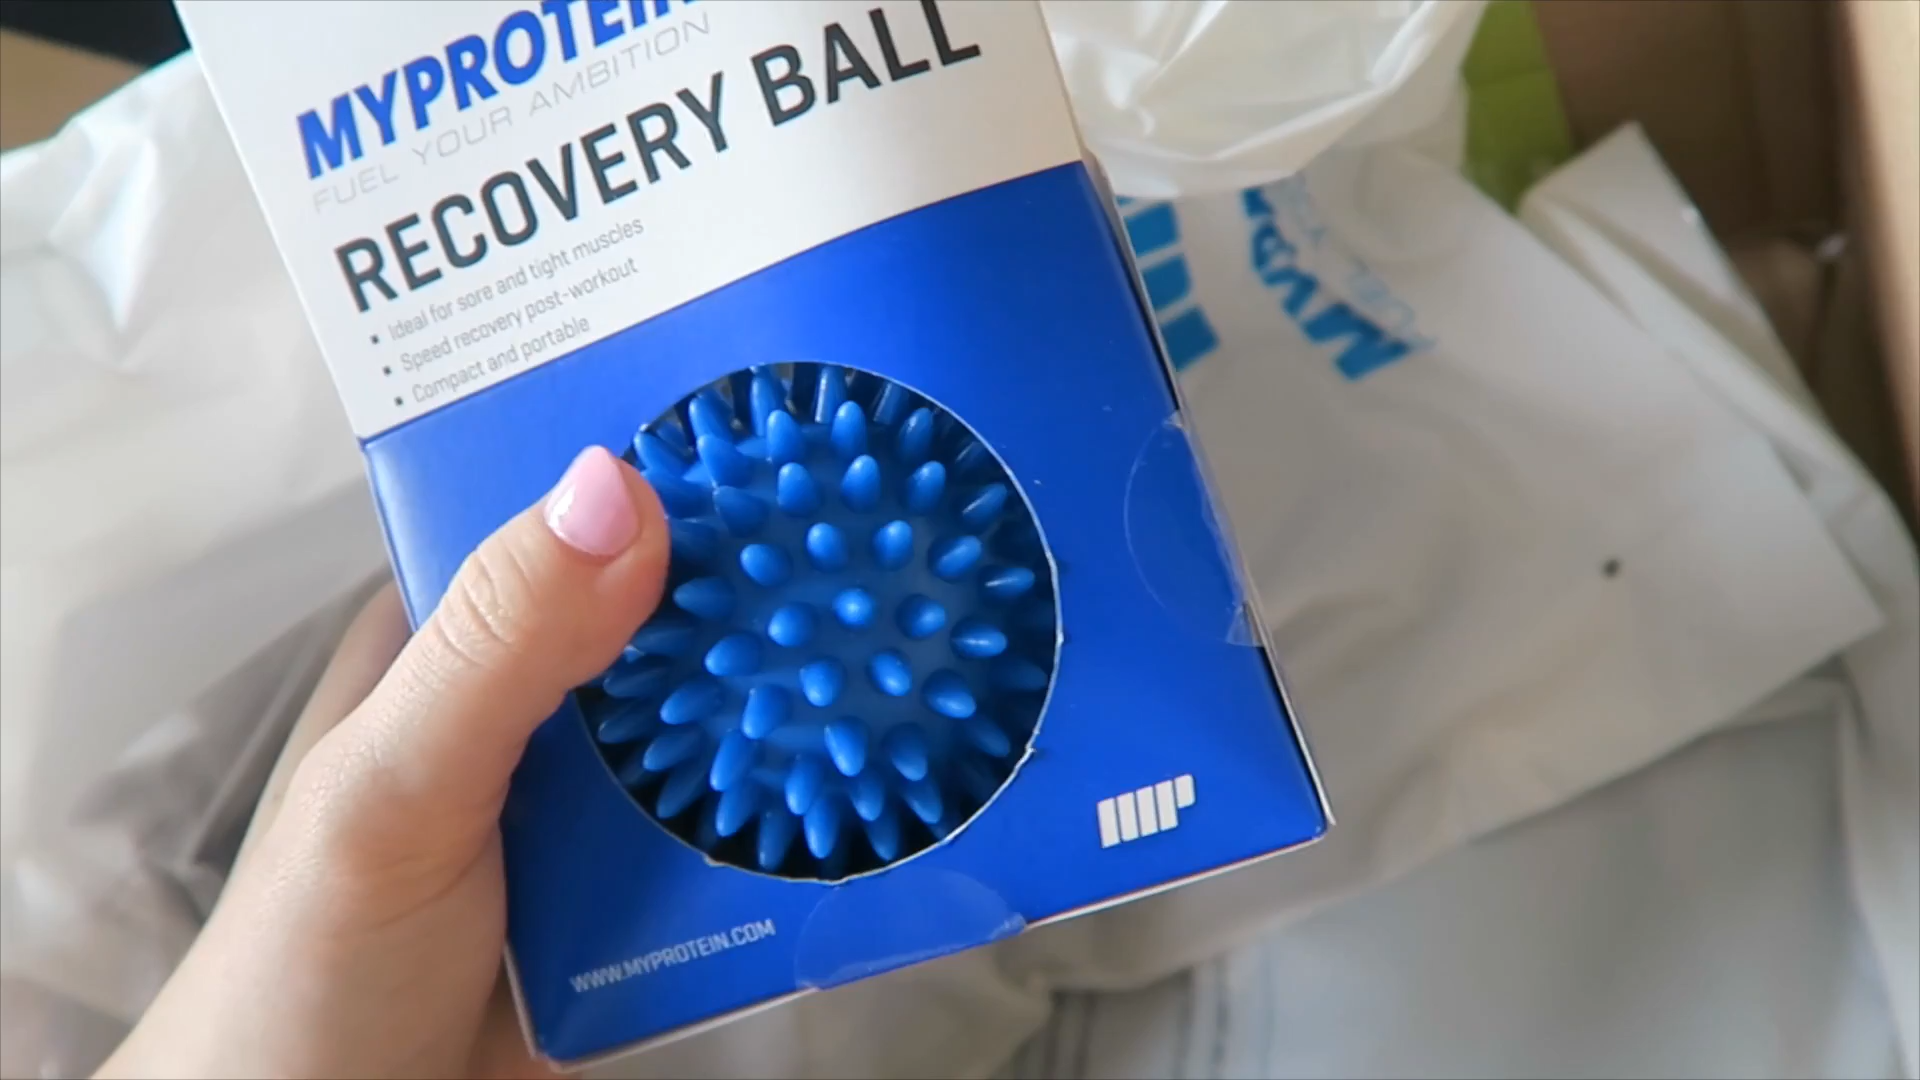 MYPROTEIN
FUEL YOUR AMBITION
RECOVERY BALL
Ideal for sore and tight muscles
Speed recovery post-workout
Compact and portable
MP
WWW.MYPROTEIN.COM